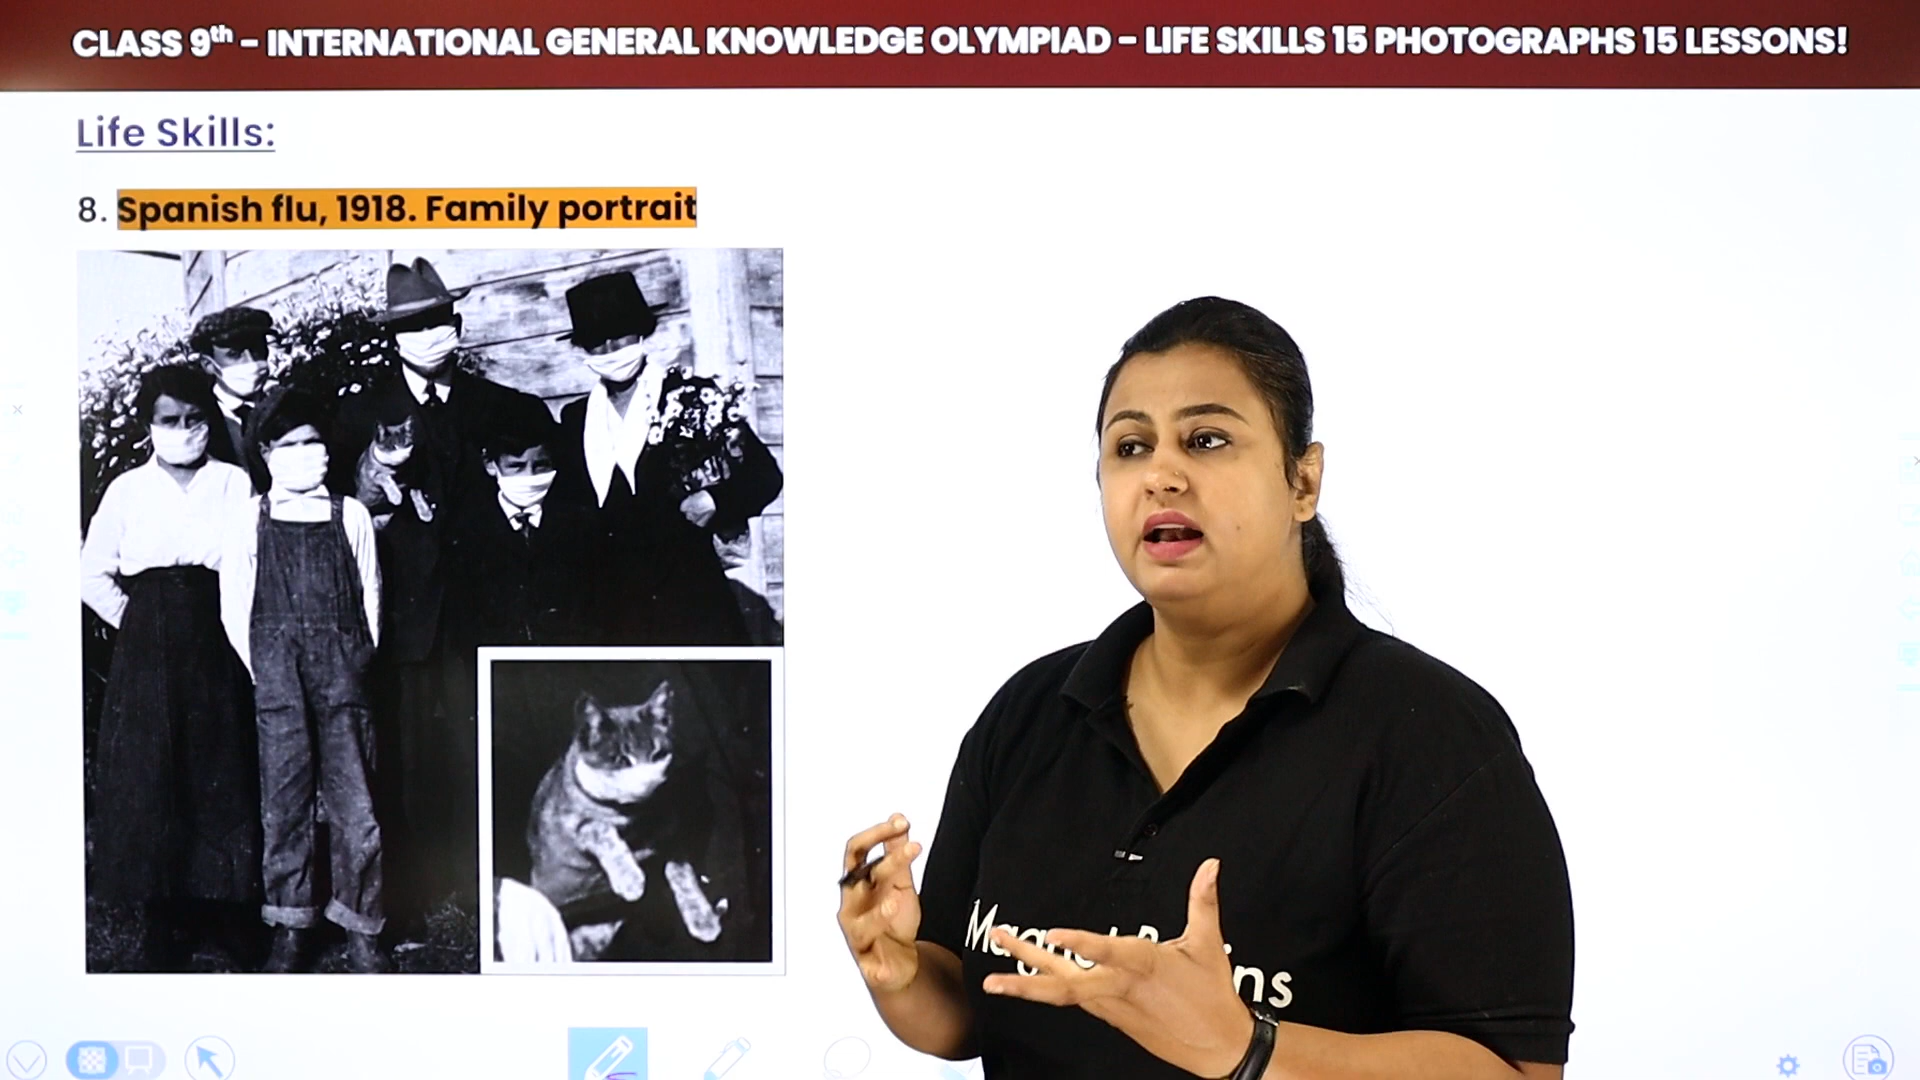 CLASS 9th - INTERNATIONAL GENERAL KNOWLEDGE OLYMPIAD - LIFE SKILLS 15 PHOTOGRAPHS 15 LESSONS!
Life Skills:
8. Spanish flu, 1918. Family portrait